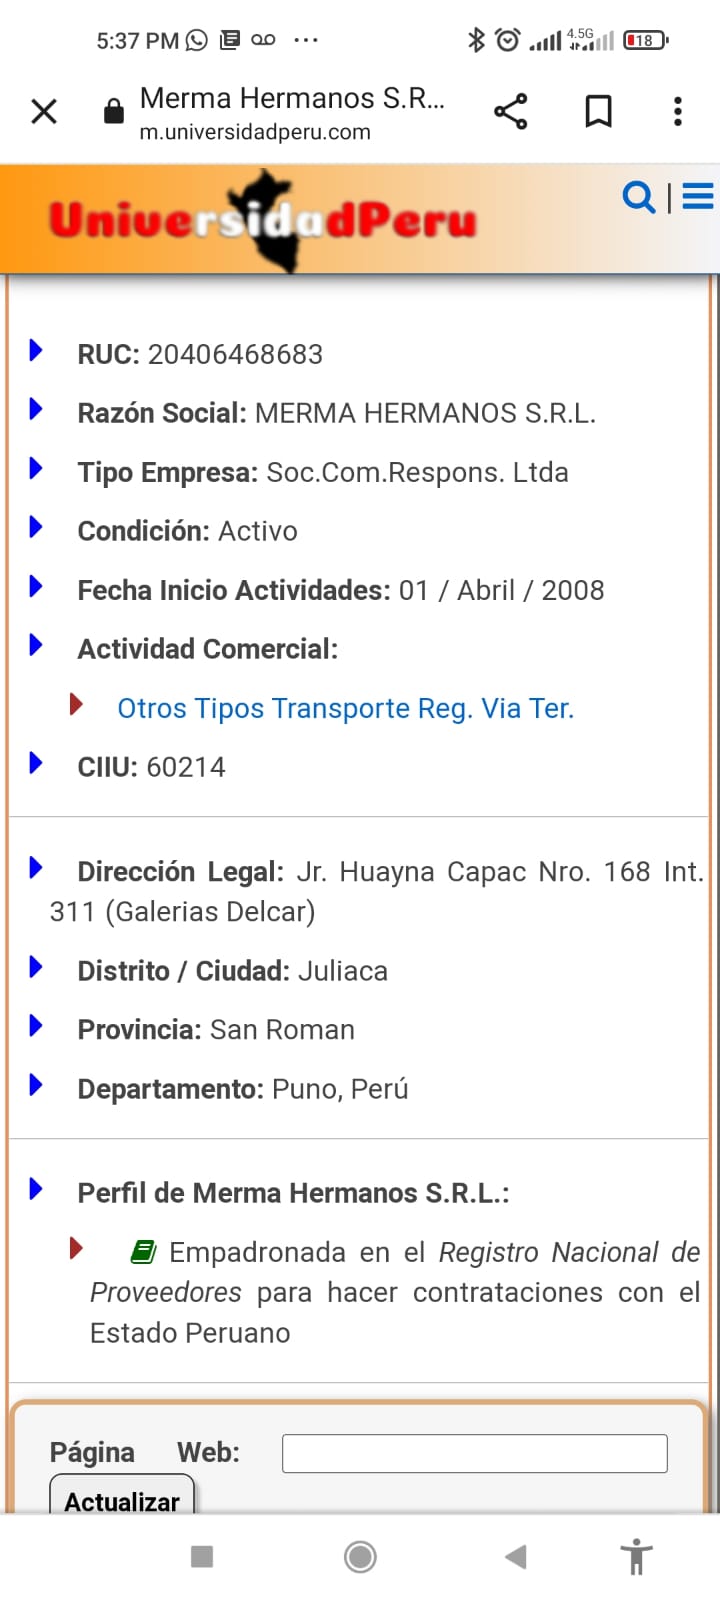 5:37 PM
4.5G
18
Merma Hermanos S.R...
m.universidadperu.com
UniversidadPeru
RUC: 20406468683
Razón Social: MERMA HERMANOS S.R.L.
Tipo Empresa: Soc.Com.Respons. Ltda
Condición: Activo
Fecha Inicio Actividades: 01 / Abril / 2008
Actividad Comercial:
Otros Tipos Transporte Reg. Via Ter.
CIIU: 60214
Dirección Legal: Jr. Huayna Capac Nro. 168 Int.
311 (Galerias Delcar)
Distrito / Ciudad: Juliaca
Provincia: San Roman
Departamento: Puno, Perú
Perfil de Merma Hermanos S.R.L.:
Empadronada en el Registro Nacional de
Proveedores para hacer contrataciones con el
Estado Peruano
Página Web:
Actualizar